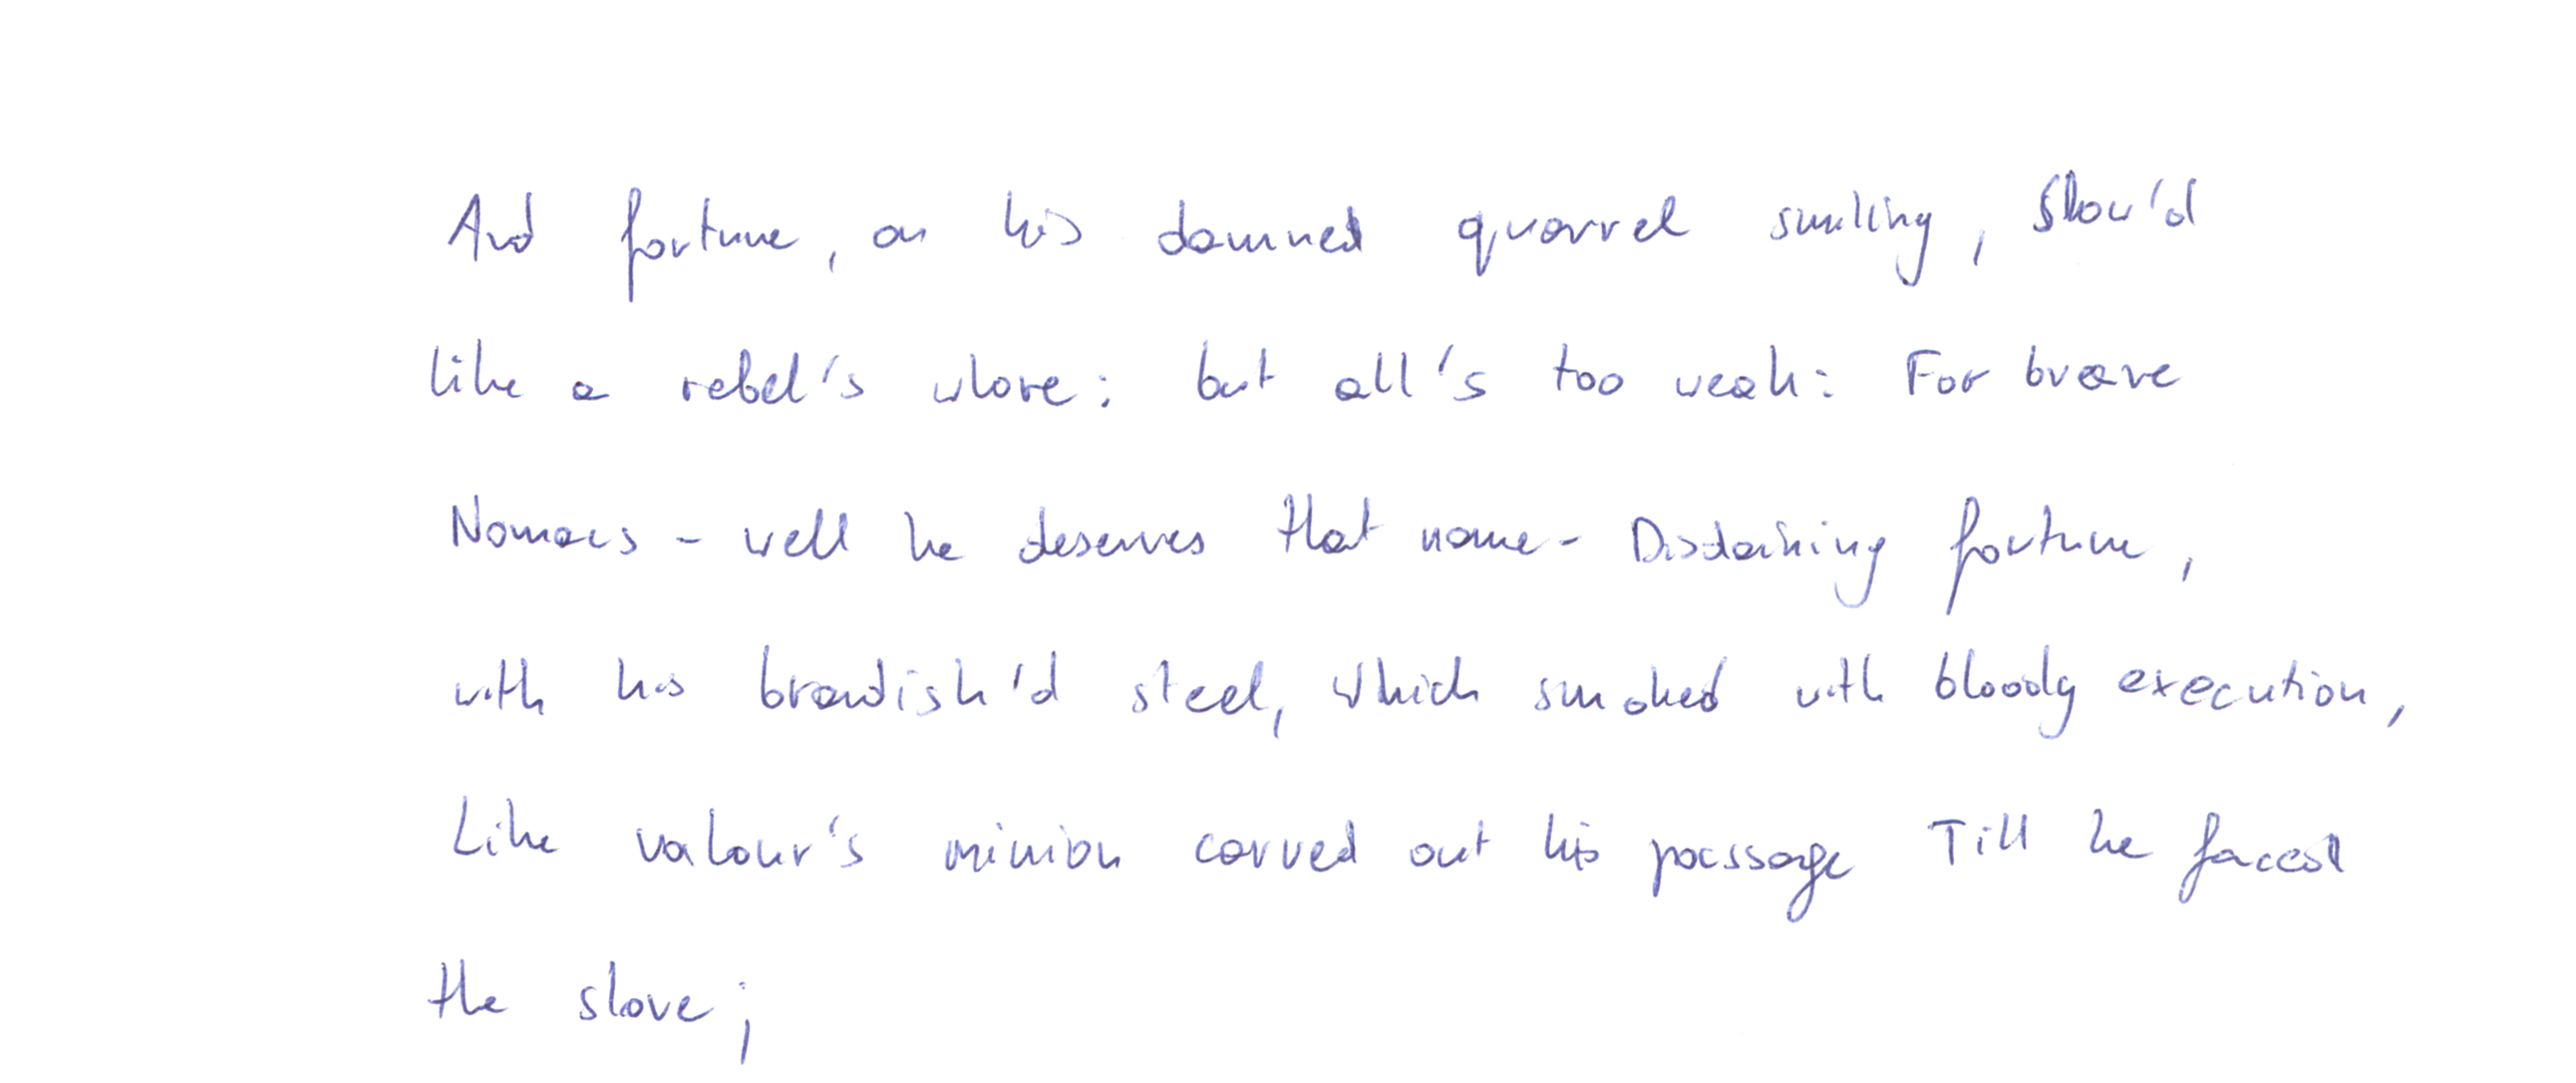 And fortune, on his damned quarrel smiling, Show'd
like a rebel's whore: but all's too weak: For brave
Nomacs - well he deserves that name - Disdaining fortune,
with his brandish'd steel, Which smoked with bloody execution,
Like valour's minion carved out his passage Till he faced
the slave;